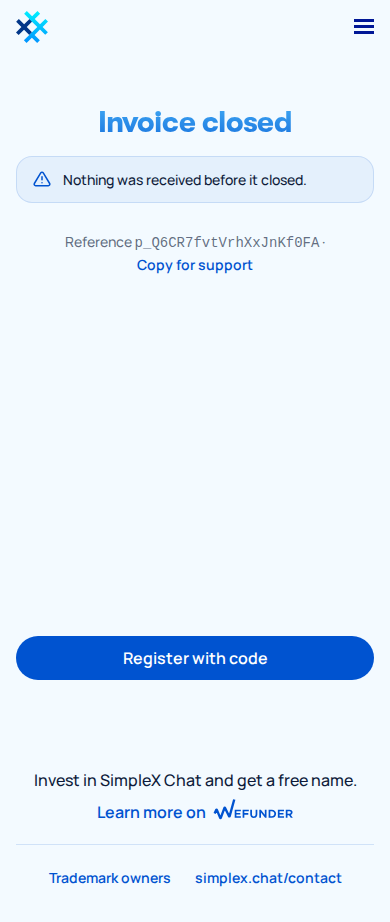 Invoice closed
Nothing was received before it closed.
Reference p_Q6CR7fvtVrhXxJnKf0FA ·
Copy for support
Register with code
Invest in SimpleX Chat and get a free name.
Learn more on WEFUNDER
Trademark owners simplex.chat/contact